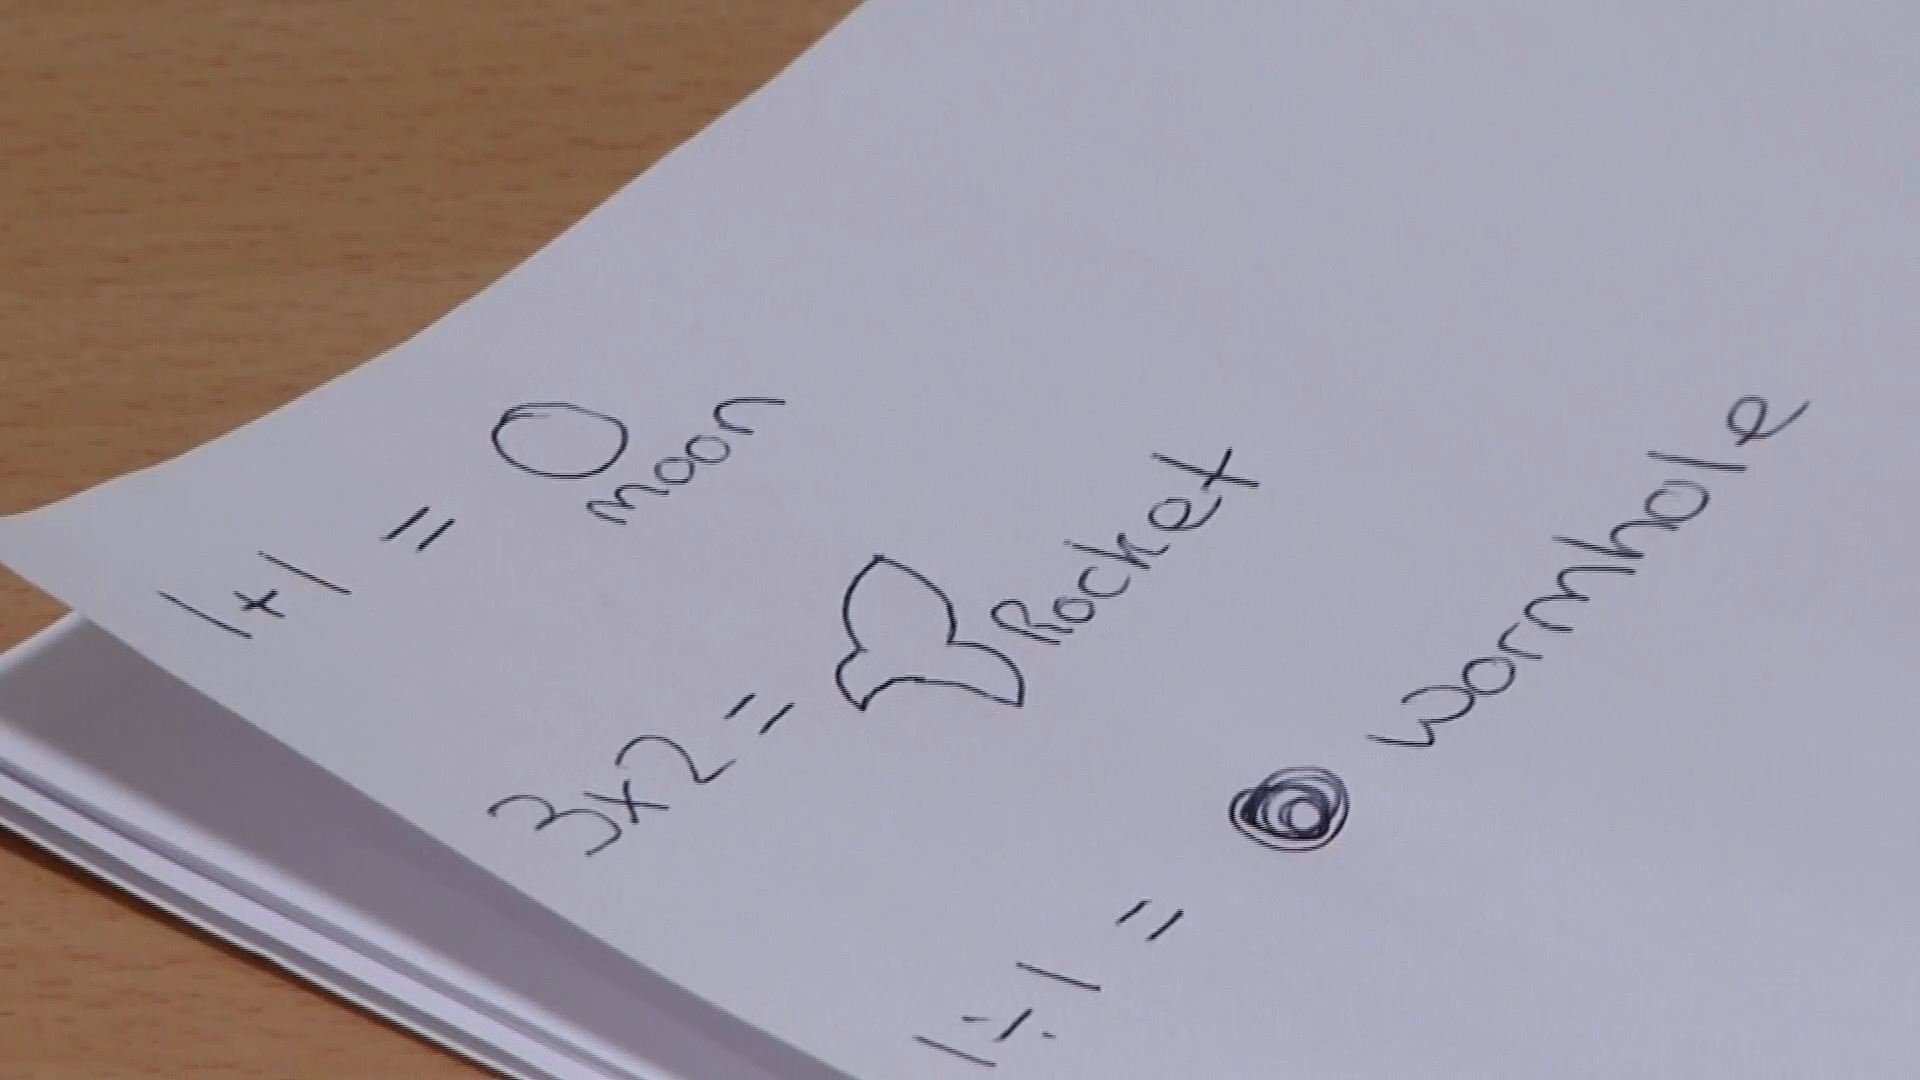 1+1 = moon
3x2 = Rocket
1÷1 = wormhole